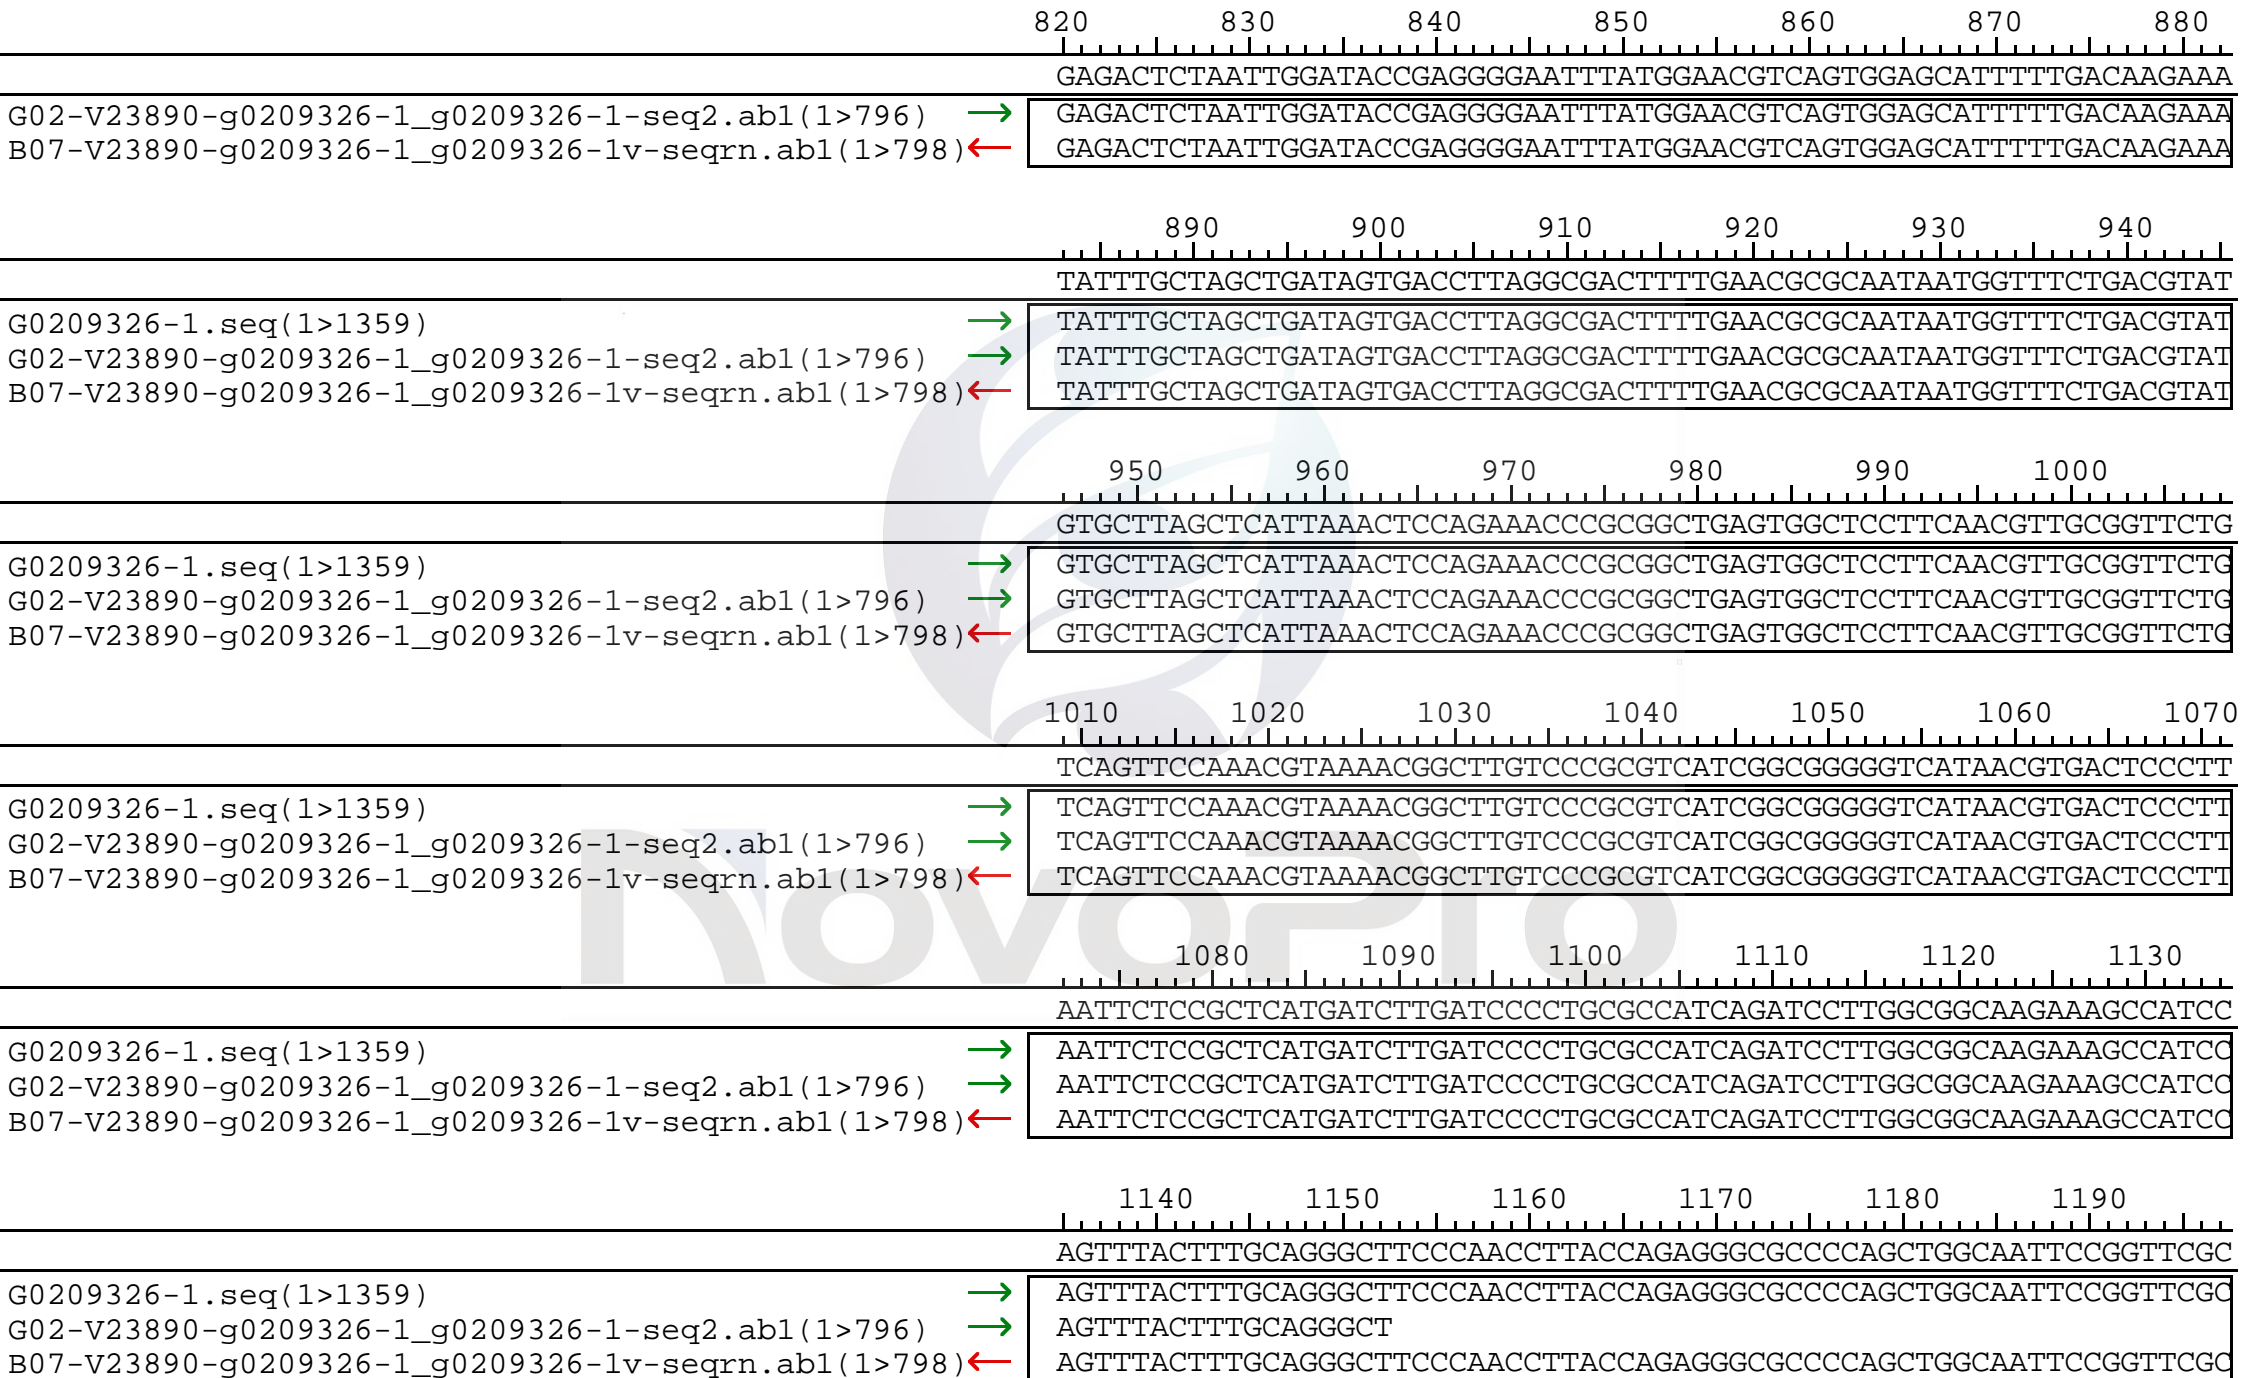 820 830 840 850 860 870 880
GAGACTCTAATTGGATACCGAGGGGAATTTATGGAACGTCAGTGGAGCATTTTTGACAAGAAA
G02-V23890-g0209326-1_g0209326-1-seq2.ab1(1>796) → GAGACTCTAATTGGATACCGAGGGGAATTTATGGAACGTCAGTGGAGCATTTTTGACAAGAAA
B07-V23890-g0209326-1_g0209326-1v-seqrn.ab1(1>798) ← GAGACTCTAATTGGATACCGAGGGGAATTTATGGAACGTCAGTGGAGCATTTTTGACAAGAAA
890 900 910 920 930 940
TATTTGCTAGCTGATAGTGACCTTAGGCGACTTTTGAACGCGCAATAATGGTTTCTGACGTAT
G0209326-1.seq(1>1359) → TATTTGCTAGCTGATAGTGACCTTAGGCGACTTTTGAACGCGCAATAATGGTTTCTGACGTAT
G02-V23890-g0209326-1_g0209326-1-seq2.ab1(1>796) → TATTTGCTAGCTGATAGTGACCTTAGGCGACTTTTGAACGCGCAATAATGGTTTCTGACGTAT
B07-V23890-g0209326-1_g0209326-1v-seqrn.ab1(1>798) ← TATTTGCTAGCTGATAGTGACCTTAGGCGACTTTTGAACGCGCAATAATGGTTTCTGACGTAT
950 960 970 980 990 1000
GTGCTTAGCTCATTAAACTCCAGAAACCCGCGGCTGAGTGGCTCCTTCAACGTTGCGGTTCTG
G0209326-1.seq(1>1359) → GTGCTTAGCTCATTAAACTCCAGAAACCCGCGGCTGAGTGGCTCCTTCAACGTTGCGGTTCTG
G02-V23890-g0209326-1_g0209326-1-seq2.ab1(1>796) → GTGCTTAGCTCATTAAACTCCAGAAACCCGCGGCTGAGTGGCTCCTTCAACGTTGCGGTTCTG
B07-V23890-g0209326-1_g0209326-1v-seqrn.ab1(1>798) ← GTGCTTAGCTCATTAAACTCCAGAAACCCGCGGCTGAGTGGCTCCTTCAACGTTGCGGTTCTG
1010 1020 1030 1040 1050 1060 1070
TCAGTTCCAAACGTAAAACGGCTTGTCCCGCGTCATCGGCGGGGGTCATAACGTGACTCCCTT
G0209326-1.seq(1>1359) → TCAGTTCCAAACGTAAAACGGCTTGTCCCGCGTCATCGGCGGGGGTCATAACGTGACTCCCTT
G02-V23890-g0209326-1_g0209326-1-seq2.ab1(1>796) → TCAGTTCCAAACGTAAAACGGCTTGTCCCGCGTCATCGGCGGGGGTCATAACGTGACTCCCTT
B07-V23890-g0209326-1_g0209326-1v-seqrn.ab1(1>798) ← TCAGTTCCAAACGTAAAACGGCTTGTCCCGCGTCATCGGCGGGGGTCATAACGTGACTCCCTT
NovoPro
1080 1090 1100 1110 1120 1130
AATTCTCCGCTCATGATCTTGATCCCCTGCGCCATCAGATCCTTGGCGGCAAGAAAGCCATCC
G0209326-1.seq(1>1359) → AATTCTCCGCTCATGATCTTGATCCCCTGCGCCATCAGATCCTTGGCGGCAAGAAAGCCATCC
G02-V23890-g0209326-1_g0209326-1-seq2.ab1(1>796) → AATTCTCCGCTCATGATCTTGATCCCCTGCGCCATCAGATCCTTGGCGGCAAGAAAGCCATCC
B07-V23890-g0209326-1_g0209326-1v-seqrn.ab1(1>798) ← AATTCTCCGCTCATGATCTTGATCCCCTGCGCCATCAGATCCTTGGCGGCAAGAAAGCCATCC
1140 1150 1160 1170 1180 1190
AGTTTACTTTGCAGGGCTTCCCAACCTTACCAGAGGGCGCCCCAGCTGGCAATTCCGGTTCGC
G0209326-1.seq(1>1359) → AGTTTACTTTGCAGGGCTTCCCAACCTTACCAGAGGGCGCCCCAGCTGGCAATTCCGGTTCGC
G02-V23890-g0209326-1_g0209326-1-seq2.ab1(1>796) → AGTTTACTTTGCAGGGCT
B07-V23890-g0209326-1_g0209326-1v-seqrn.ab1(1>798) ← AGTTTACTTTGCAGGGCTTCCCAACCTTACCAGAGGGCGCCCCAGCTGGCAATTCCGGTTCGC